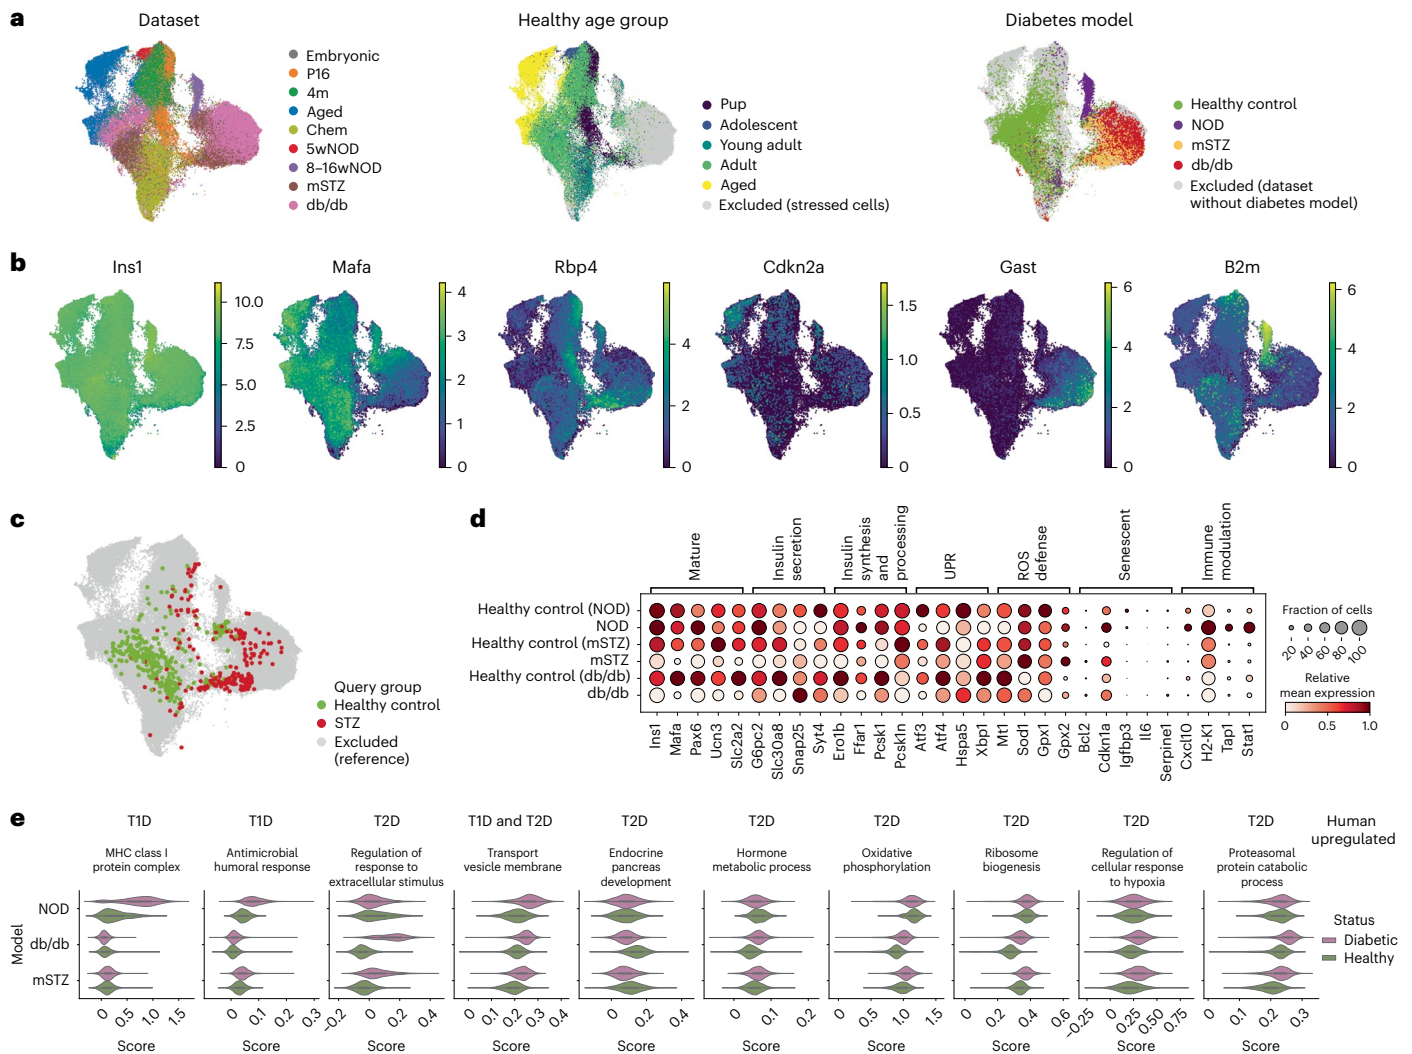 a
Dataset
Embryonic
P16
4m
Aged
Chem
5wNOD
8–16wNOD
mSTZ
db/db
Healthy age group
Pup
Adolescent
Young adult
Adult
Aged
Excluded (stressed cells)
Diabetes model
Healthy control
NOD
mSTZ
db/db
Excluded (dataset
without diabetes model)
b
Ins1
10.0
7.5
5.0
2.5
0
Mafa
4
3
2
1
0
Rbp4
4
2
0
Cdkn2a
1.5
1.0
0.5
0
Gast
6
4
2
0
B2m
6
4
2
0
c
Query group
Healthy control
STZ
Excluded
(reference)
d
Mature
Insulin
secretion
Insulin
synthesis
and
processing
UPR
ROS
defense
Senescent
Immune
modulation
Healthy control (NOD)
NOD
Healthy control (mSTZ)
mSTZ
Healthy control (db/db)
db/db
Ins1
Mafa
Pax6
Ucn3
Slc2a2
G6pc2
Slc30a8
Snap25
Syt4
Ero1b
Ffar1
Pcsk1
Pcsk1n
Atf3
Atf4
Hspa5
Xbp1
Mt1
Sod1
Gpx1
Gpx2
Bcl2
Cdkn1a
Igfbp3
Il6
Serpine1
Cxcl10
H2-K1
Tap1
Stat1
Fraction of cells
20 40 60 80 100
Relative
mean expression
0 0.5 1.0
e
T1D
MHC class I
protein complex
T1D
Antimicrobial
humoral response
T2D
Regulation of
response to
extracellular stimulus
T1D and T2D
Transport
vesicle membrane
T2D
Endocrine
pancreas
development
T2D
Hormone
metabolic process
T2D
Oxidative
phosphorylation
T2D
Ribosome
biogenesis
T2D
Regulation of
cellular response
to hypoxia
T2D
Proteasomal
protein catabolic
process
Human
upregulated
Model
NOD
db/db
mSTZ
Status
Diabetic
Healthy
0 0.5 1.0 1.5
Score
0 0.1 0.2 0.3
Score
−0.2 0 0.2 0.4
Score
0 0.1 0.2 0.3 0.4
Score
0 0.2 0.4
Score
0 0.1 0.2
Score
0 0.5 1.0 1.5
Score
0 0.2 0.4 0.6
Score
−0.25 0 0.25 0.50 0.75
Score
0 0.1 0.2 0.3
Score